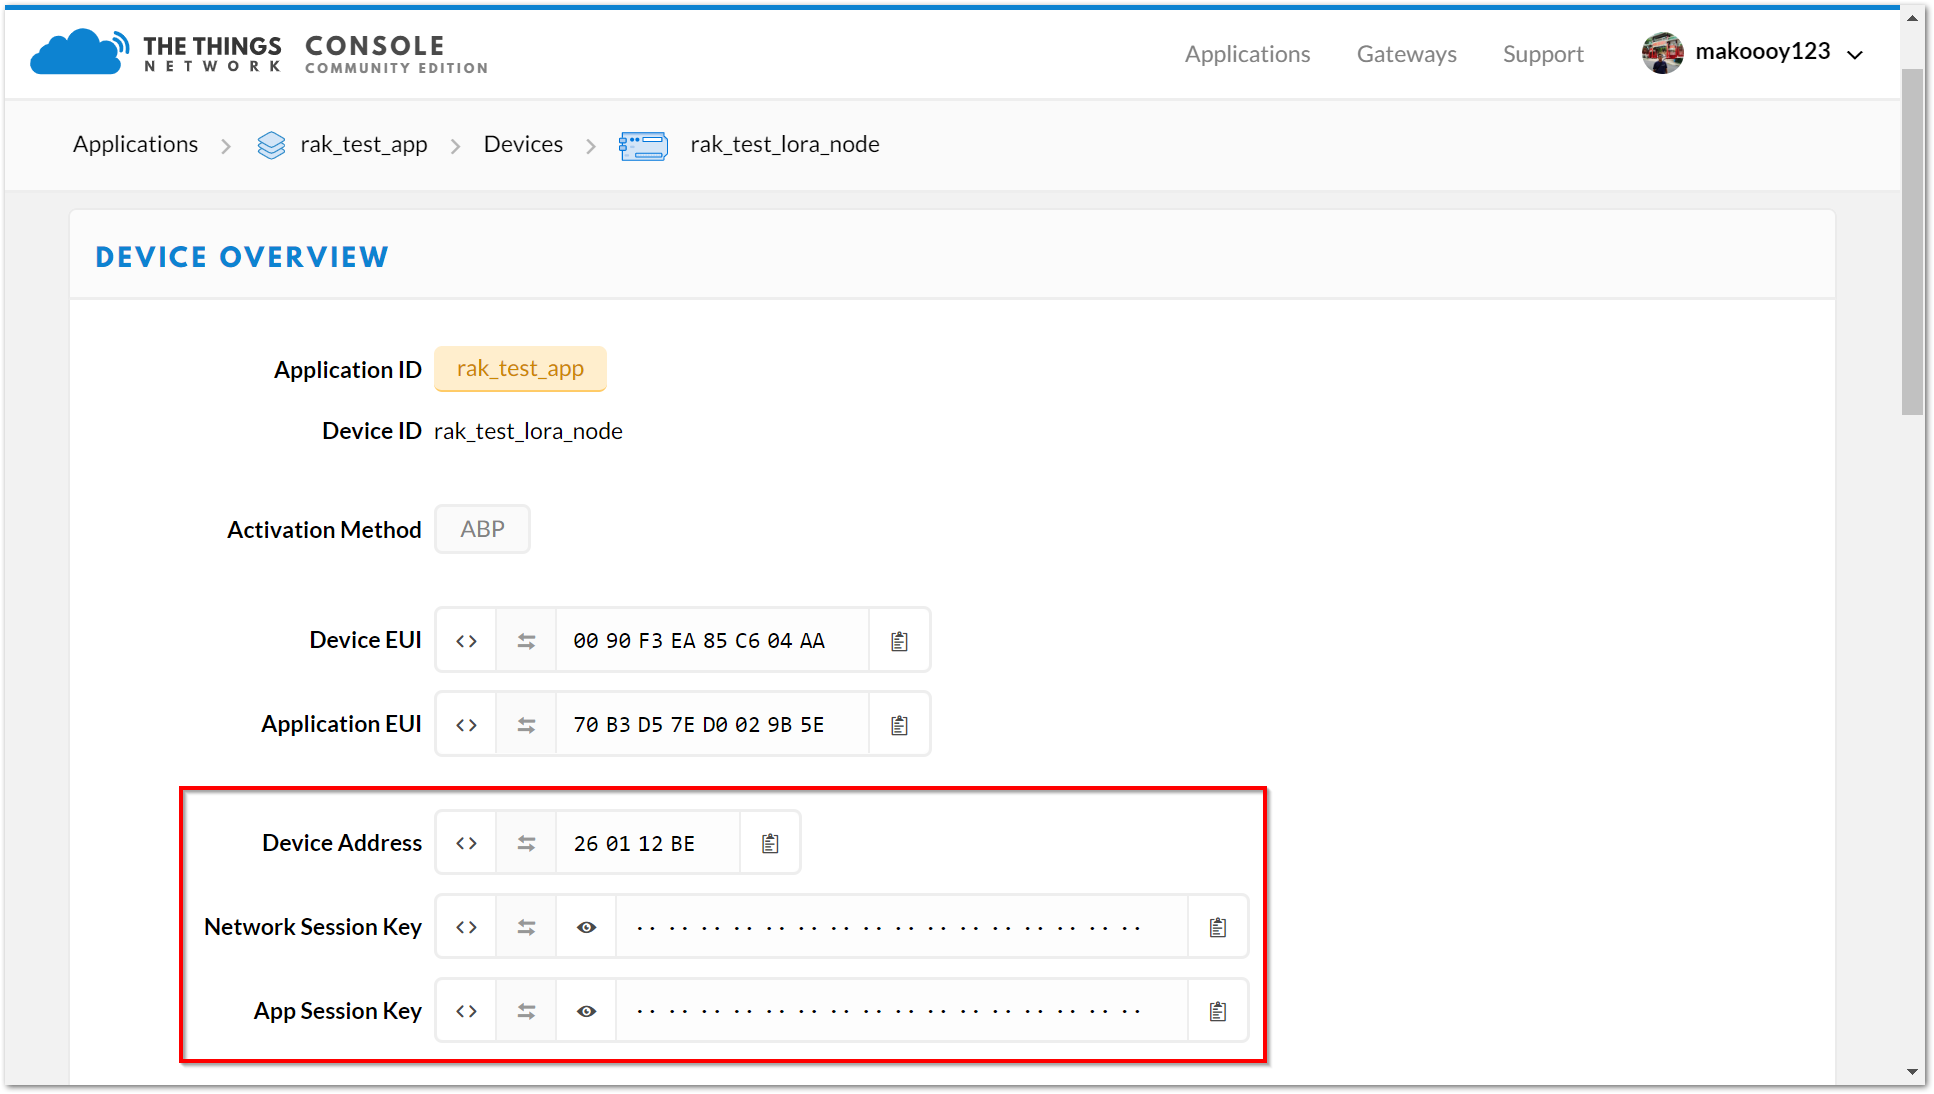 THE THINGS
NETWORK
CONSOLE
COMMUNITY EDITION
Applications
Gateways
Support
makoooy123
Applications
rak_test_app
Devices
rak_test_lora_node
DEVICE OVERVIEW
Application ID rak_test_app
Device ID rak_test_lora_node
Activation Method ABP
Device EUI <> 00 90 F3 EA 85 C6 04 AA
Application EUI <> 70 B3 D5 7E D0 02 9B 5E
Device Address <> 26 01 12 BE
Network Session Key <> .. .. .. .. .. .. .. .. .. .. .. .. .. .. .. ..
App Session Key <> .. .. .. .. .. .. .. .. .. .. .. .. .. .. .. ..